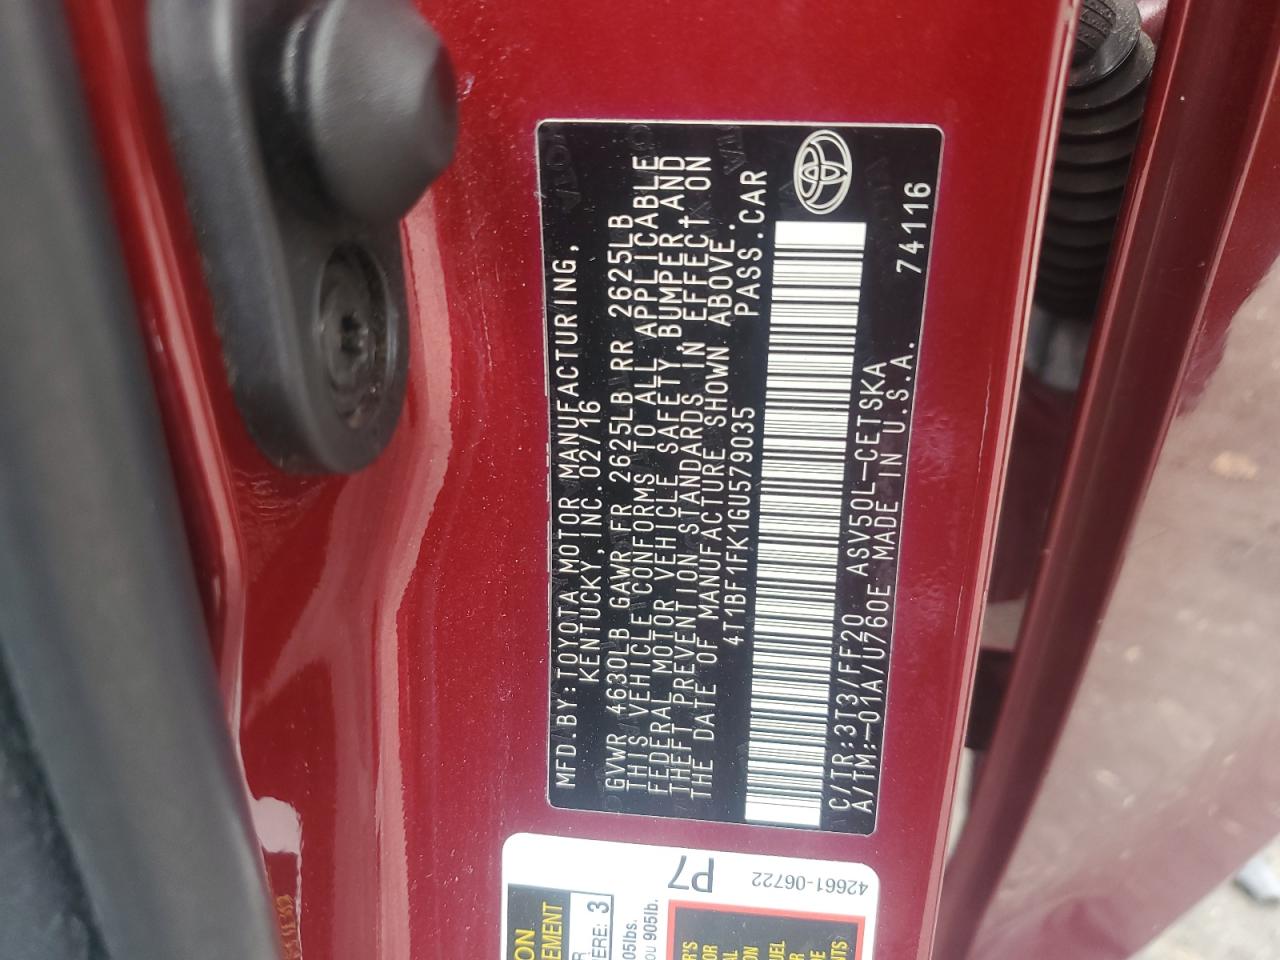 MFD.BY:TOYOTA MOTOR MANUFACTURING,
KENTUCKY,INC.02/16
GVWR 4630LB GAWR FR 2625LB RR 2625LB
THIS VEHICLE CONFORMS TO ALL APPLICABLE
FEDERAL MOTOR VEHICLE SAFETY,BUMPER AND
THEFT PREVENTION STANDARDS IN EFFECT ON
THE DATE OF MANUFACTURE SHOWN ABOVE.
4T1BF1FK1GU579035 PASS.CAR
C/TR:3T3/FF20 ASV50L-CETSKA
A/TM:-01A/U760E MADE IN U.S.A. 74116
P7
42661-06722
3
ou 905lb.